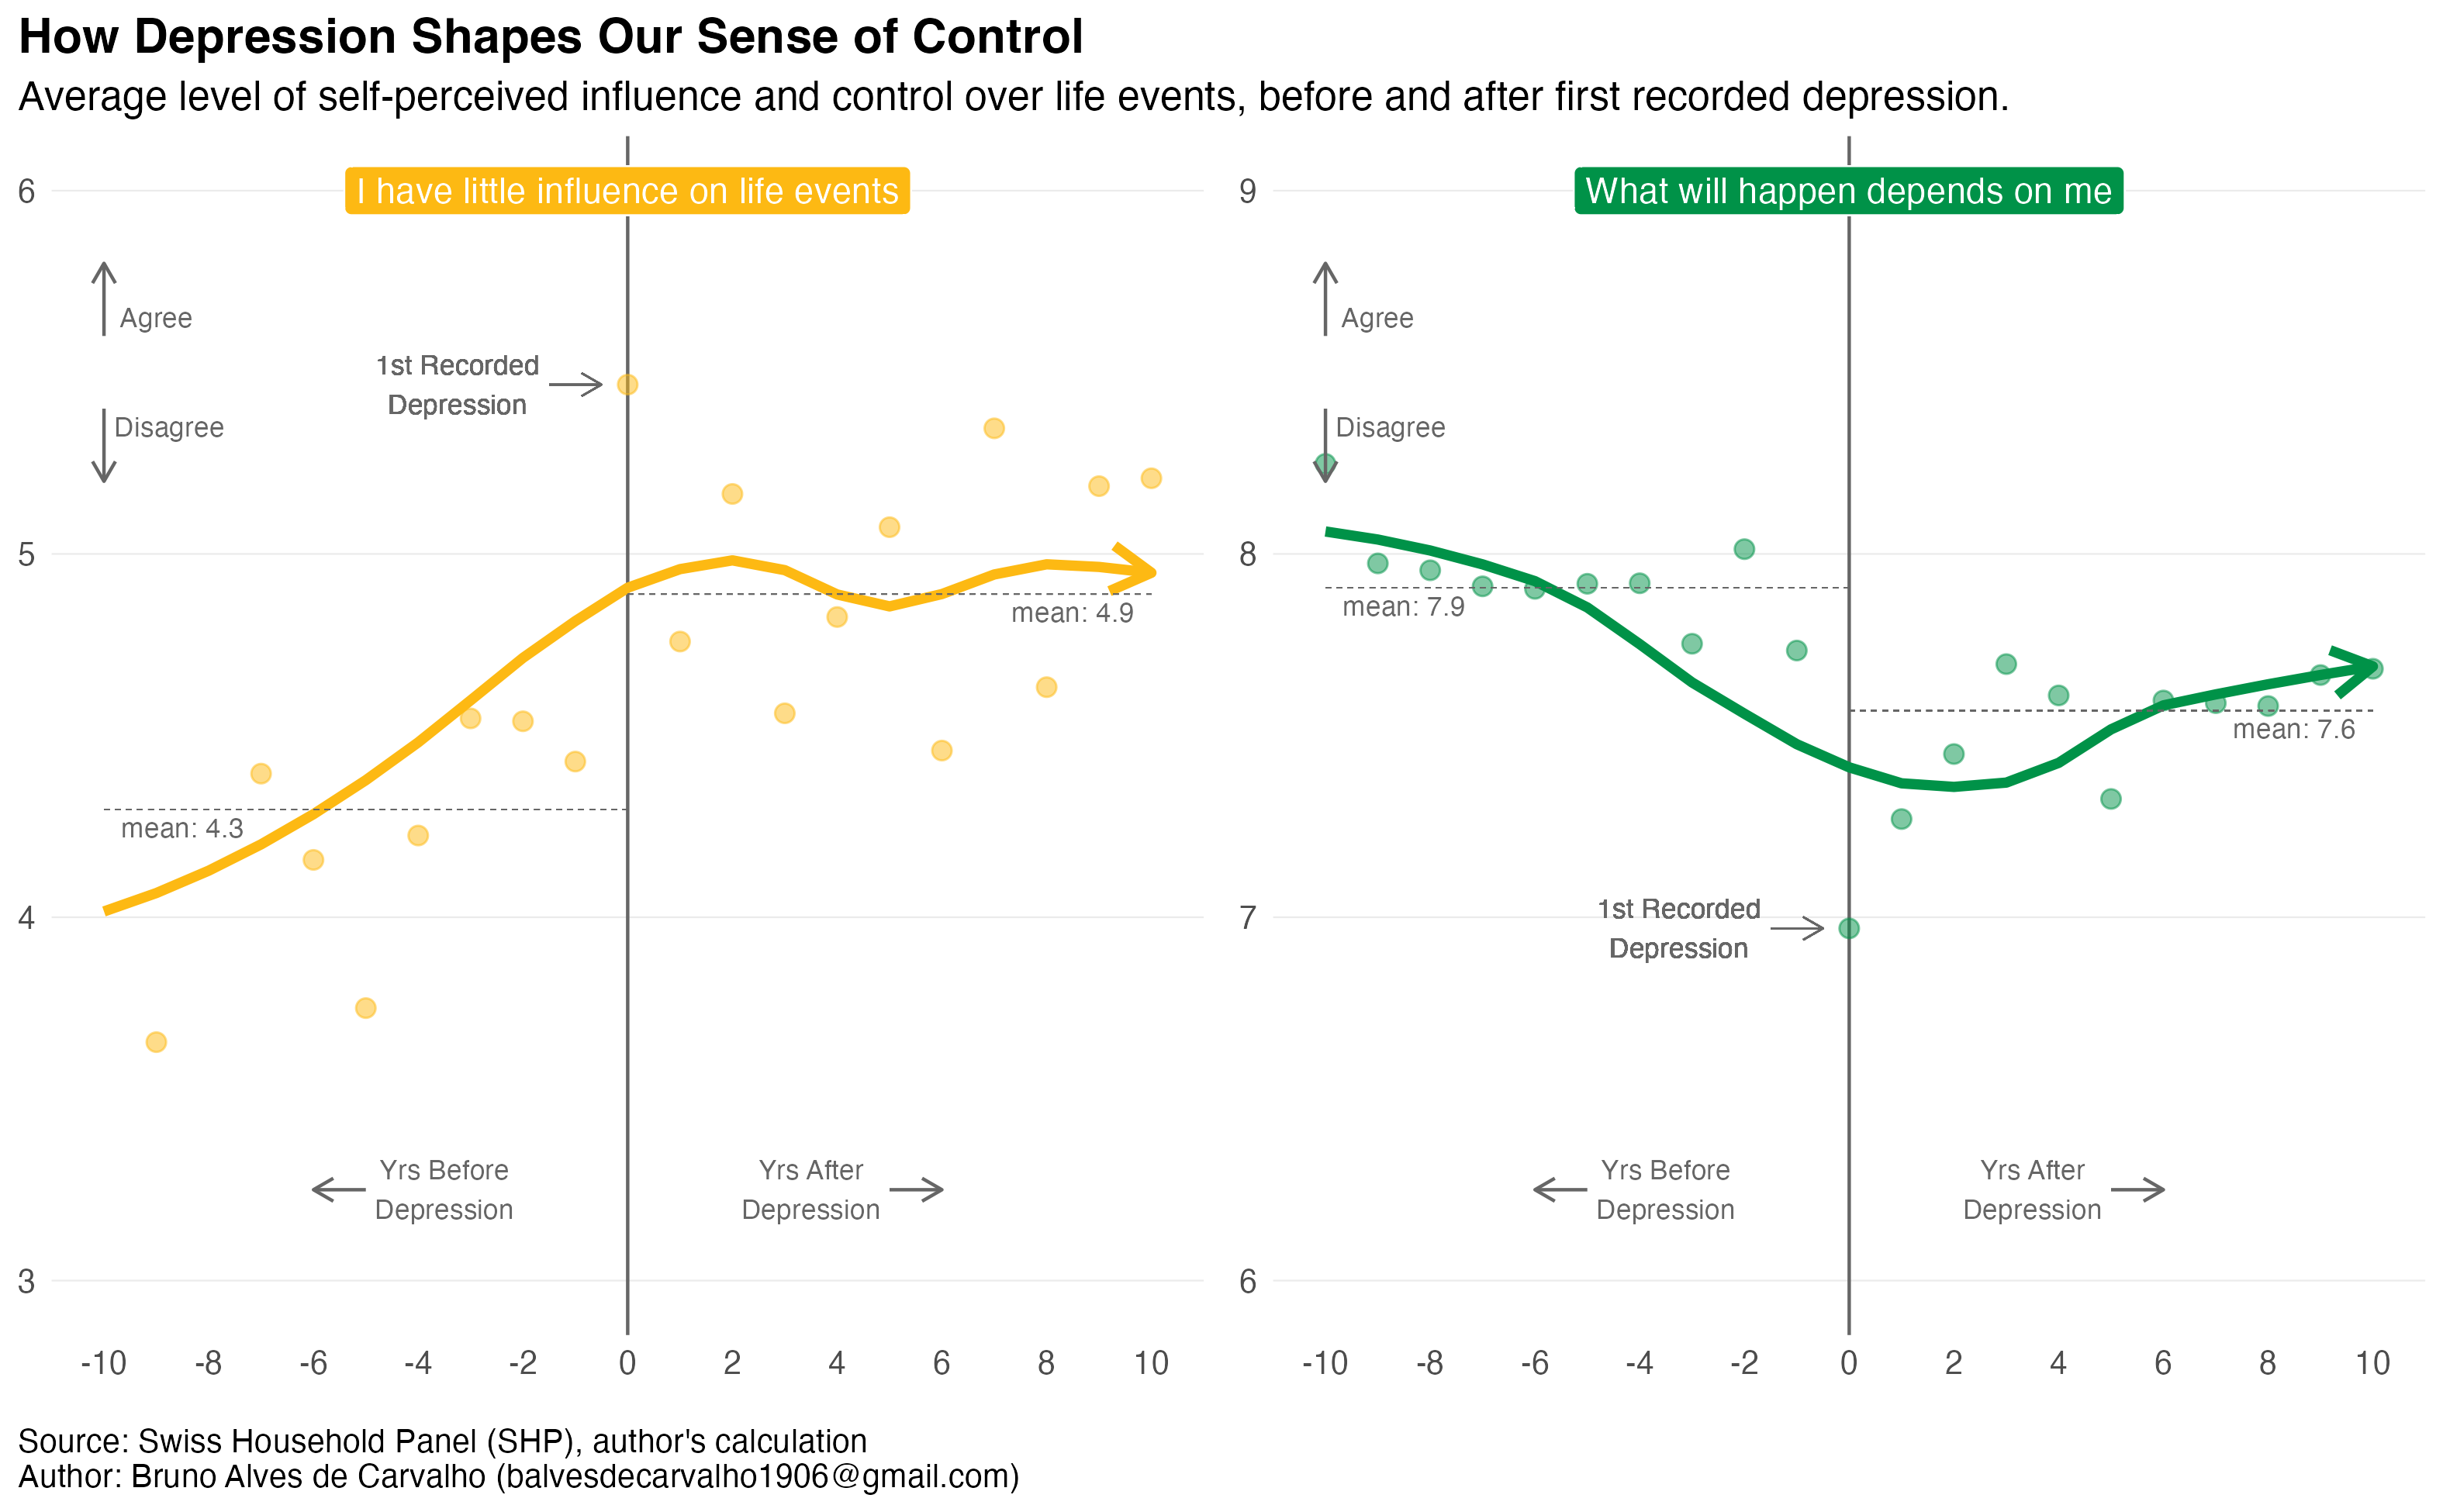 How Depression Shapes Our Sense of Control
Average level of self-perceived influence and control over life events, before and after first recorded depression.
I have little influence on life events
6
5
4
3
Agree
Disagree
1st Recorded
Depression
mean: 4.9
mean: 4.3
Yrs Before
Depression
Yrs After
Depression
-10 -8 -6 -4 -2 0 2 4 6 8 10
What will happen depends on me
9
8
7
6
Agree
Disagree
mean: 7.9
mean: 7.6
1st Recorded
Depression
Yrs Before
Depression
Yrs After
Depression
-10 -8 -6 -4 -2 0 2 4 6 8 10
Source: Swiss Household Panel (SHP), author's calculation
Author: Bruno Alves de Carvalho (balvesdecarvalho1906@gmail.com)